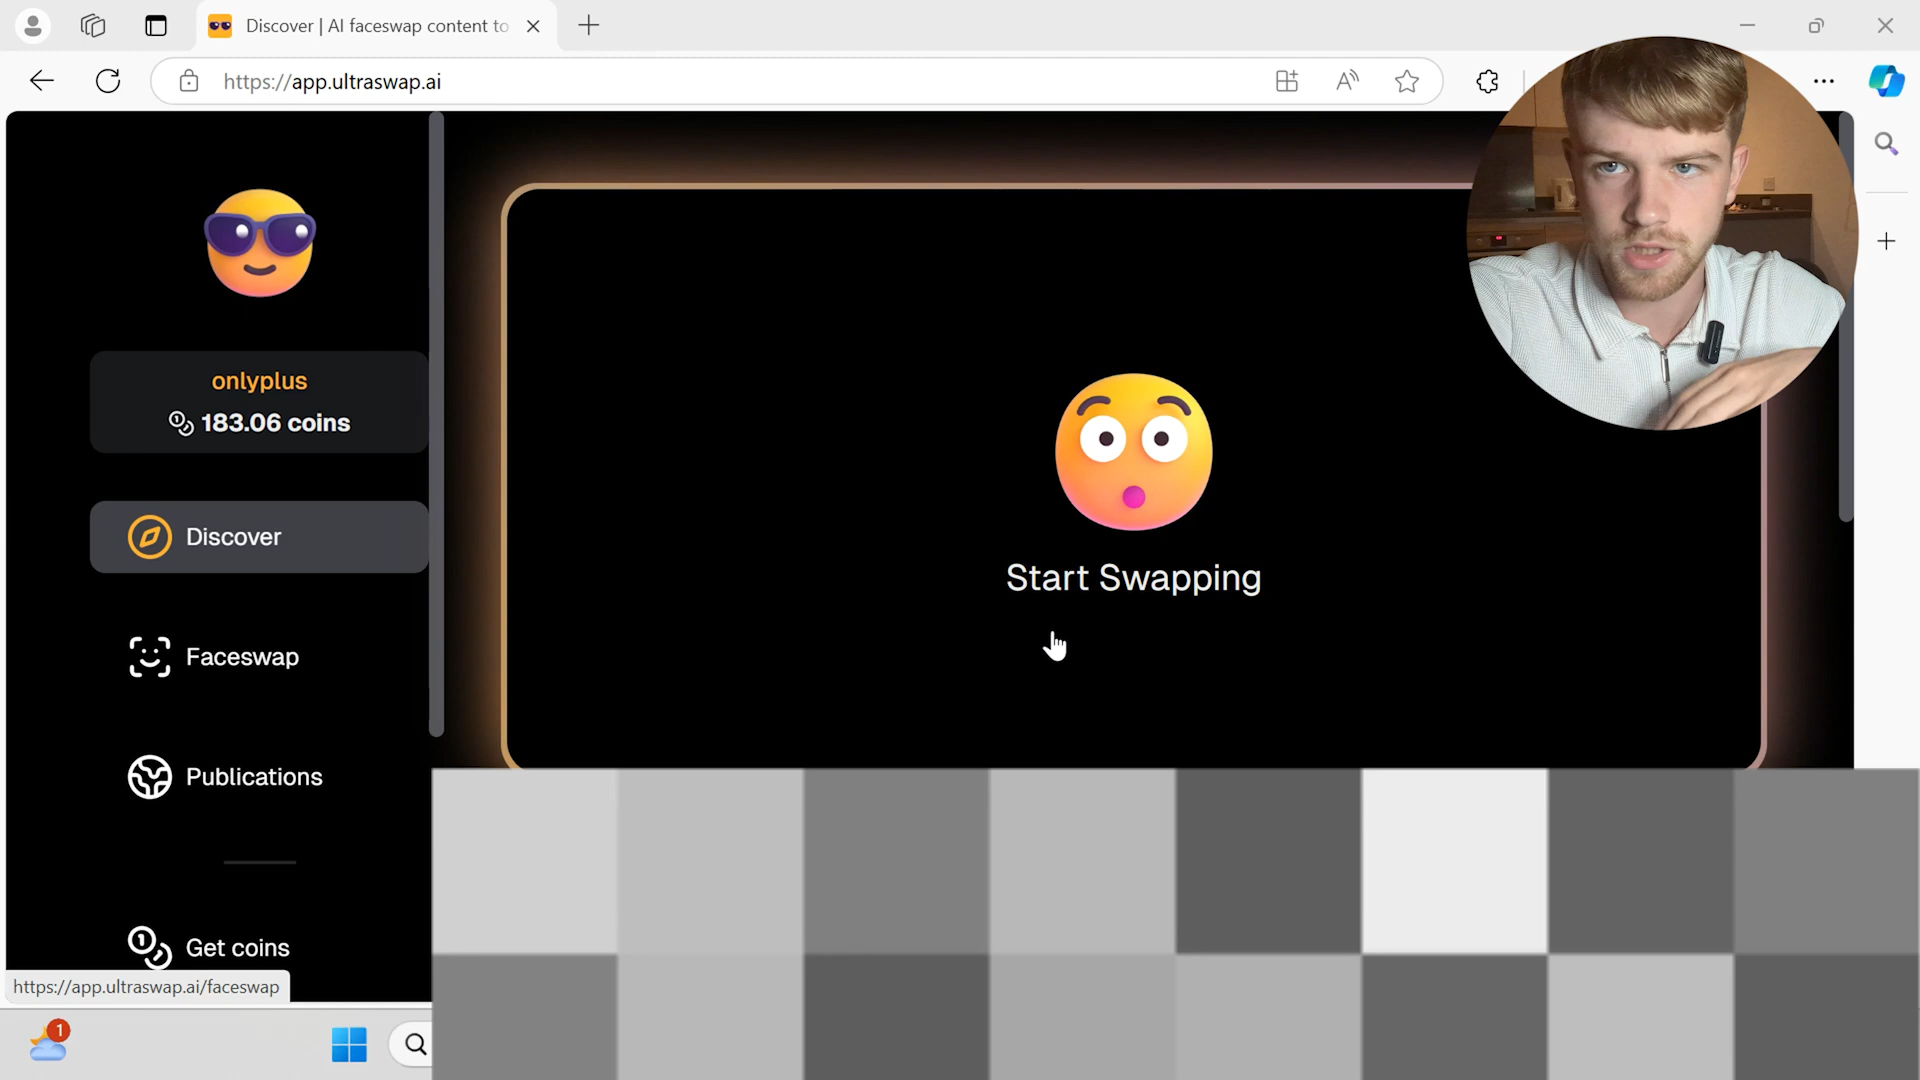 Discover | AI faceswap content to
https://app.ultraswap.ai
onlyplus
183.06 coins
Discover
Faceswap
Publications
Get coins
Start Swapping
https://app.ultraswap.ai/faceswap
1